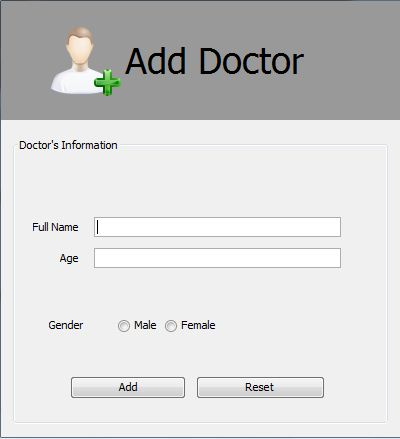 Add Doctor
Doctor's Information
Full Name
Age
Gender Male Female
Add Reset